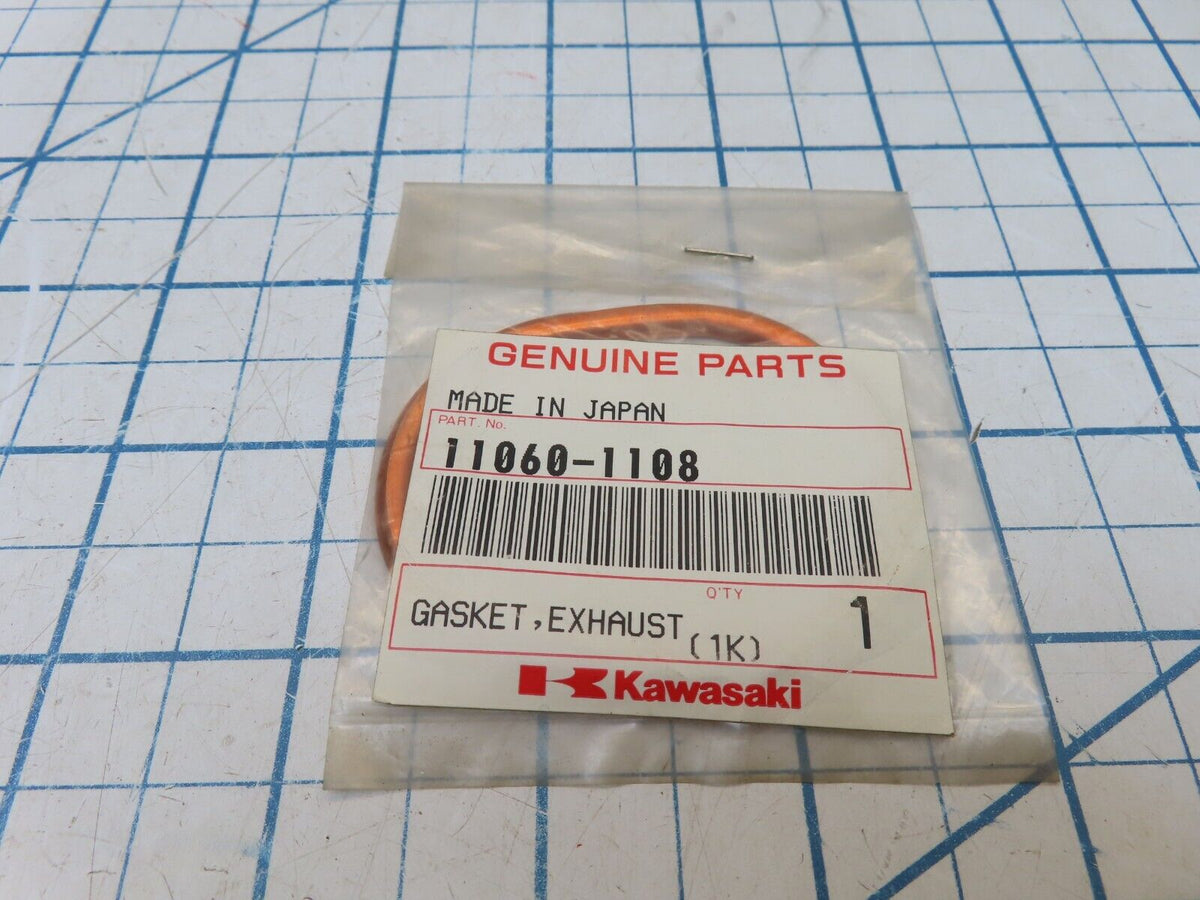 GENUINE PARTS
MADE IN JAPAN
PART. No.
11060-1108
Q'TY
GASKET,EXHAUST (1K) 1
Kawasaki